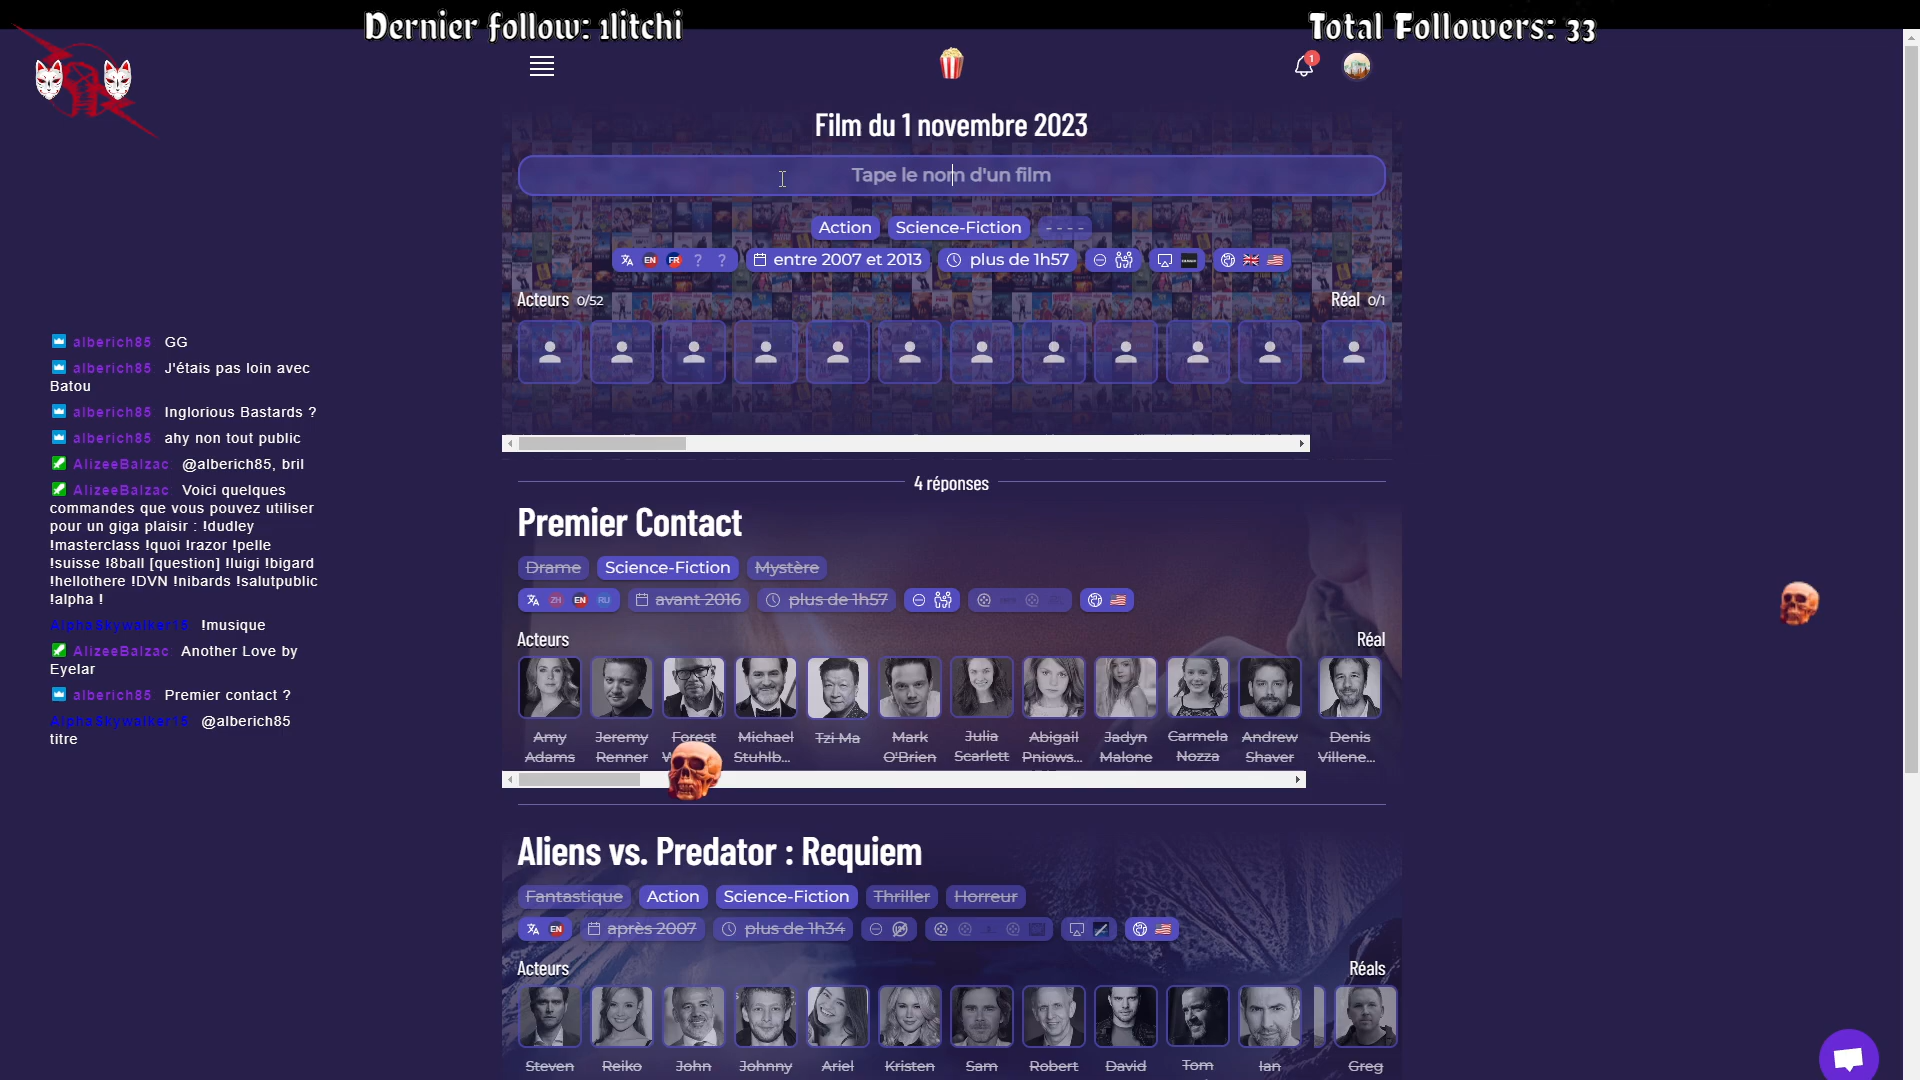 Dernier follow: 1litchi
Total Followers: 33
1
Film du 1 novembre 2023
Tape le nom d'un film
Action
Science-Fiction
- - - -
EN FR ? ?
entre 2007 et 2013
plus de 1h57
Acteurs 0/52
Réal 0/1
alberich85 GG
alberich85 J'étais pas loin avec
Batou
alberich85 Inglorious Bastards ?
alberich85 ahy non tout public
AlizeeBalzac: @alberich85, bril
AlizeeBalzac: Voici quelques
commandes que vous pouvez utiliser
pour un giga plaisir : !dudley
!masterclass !quoi !razor !pelle
!suisse !8ball [question] !luigi !bigard
!hellothere !DVN !nibards !salutpublic
!alpha !
AlphaSkywalker15: !musique
AlizeeBalzac: Another Love by
Eyelar
alberich85 Premier contact ?
AlphaSkywalker15: @alberich85
titre
4 réponses
Premier Contact
Drame
Science-Fiction
Mystère
ZH EN RU
avant 2016
plus de 1h57
Acteurs
Réal
Amy
Adams
Jeremy
Renner
Forest
Michael
Stuhlb...
Tzi Ma
Mark
O'Brien
Julia
Scarlett
Abigail
Pniows...
Jadyn
Malone
Carmela
Nozza
Andrew
Shaver
Denis
Villene...
Aliens vs. Predator : Requiem
Fantastique
Action
Science-Fiction
Thriller
Horreur
EN
après 2007
plus de 1h34
Acteurs
Réals
Steven
Reiko
John
Johnny
Ariel
Kristen
Sam
Robert
David
Tom
Ian
Greg